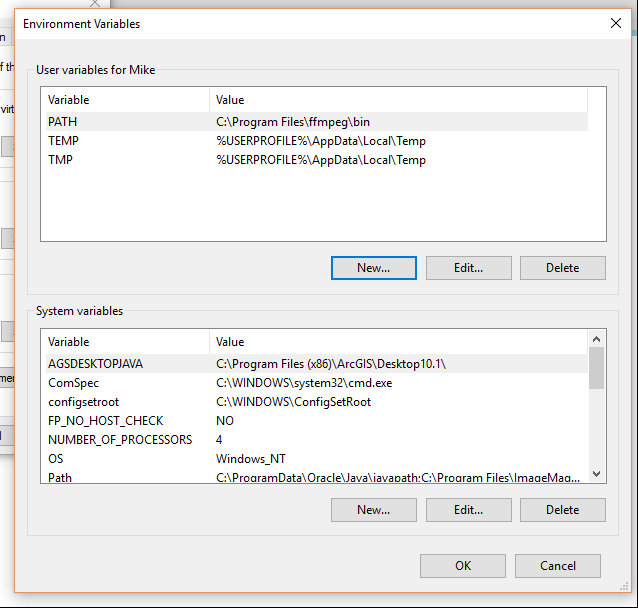 Environment Variables
User variables for Mike
Variable Value
PATH C:\Program Files\ffmpeg\bin
TEMP %USERPROFILE%\AppData\Local\Temp
TMP %USERPROFILE%\AppData\Local\Temp
New... Edit... Delete
System variables
Variable Value
AGSDESKTOPJAVA C:\Program Files (x86)\ArcGIS\Desktop10.1\
ComSpec C:\WINDOWS\system32\cmd.exe
configsetroot C:\WINDOWS\ConfigSetRoot
FP_NO_HOST_CHECK NO
NUMBER_OF_PROCESSORS 4
OS Windows_NT
Path C:\ProgramData\Oracle\Java\javapath;C:\Program Files\ImageMag...
New... Edit... Delete
OK Cancel